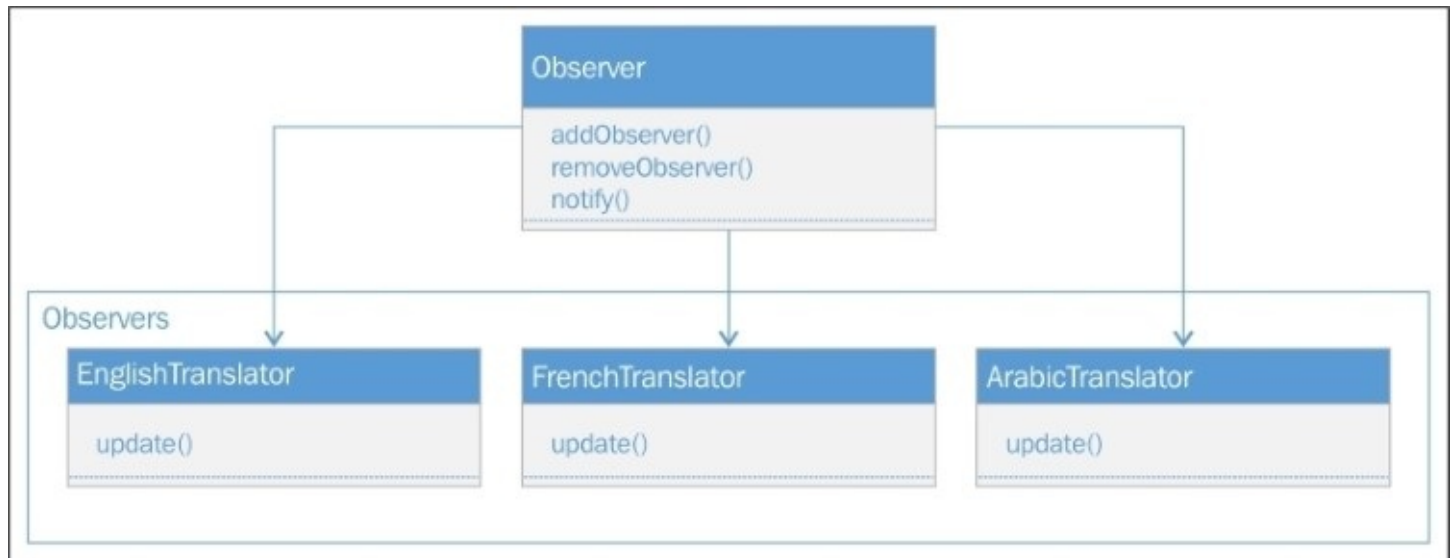 Observer
addObserver()
removeObserver()
notify()
Observers
EnglishTranslator
update()
FrenchTranslator
update()
ArabicTranslator
update()